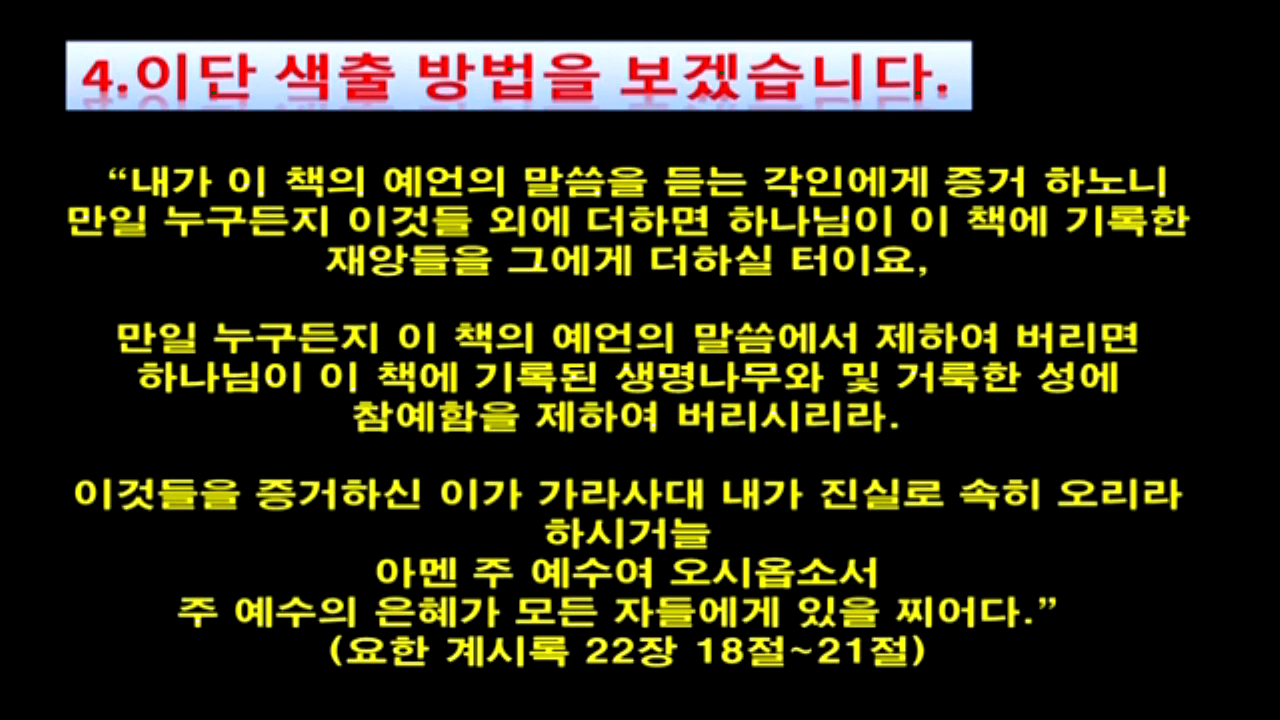 4.이단 색출 방법을 보겠습니다.
“내가 이 책의 예언의 말씀을 듣는 각인에게 증거 하노니
만일 누구든지 이것들 외에 더하면 하나님이 이 책에 기록한
재앙들을 그에게 더하실 터이요,
만일 누구든지 이 책의 예언의 말씀에서 제하여 버리면
하나님이 이 책에 기록된 생명나무와 및 거룩한 성에
참예함을 제하여 버리시리라.
이것들을 증거하신 이가 가라사대 내가 진실로 속히 오리라
하시거늘
아멘 주 예수여 오시옵소서
주 예수의 은혜가 모든 자들에게 있을 찌어다.”
(요한 계시록 22장 18절~21절)